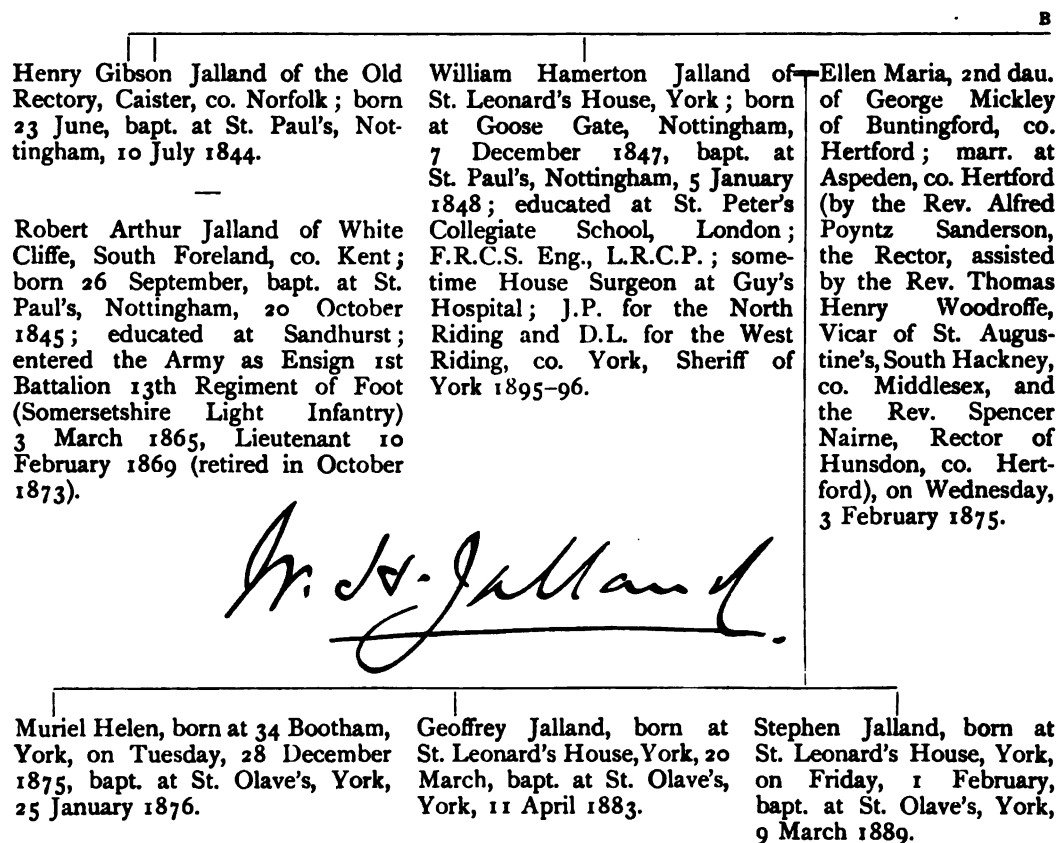 B
Henry Gibson Jalland of the Old
Rectory, Caister, co. Norfolk ; born
23 June, bapt. at St. Paul's, Not-
tingham, 10 July 1844.
—
Robert Arthur Jalland of White
Cliffe, South Foreland, co. Kent ;
born 26 September, bapt. at St.
Paul's, Nottingham, 20 October
1845 ; educated at Sandhurst ;
entered the Army as Ensign 1st
Battalion 13th Regiment of Foot
(Somersetshire Light Infantry)
3 March 1865, Lieutenant 10
February 1869 (retired in October
1873).
William Hamerton Jalland of
St. Leonard's House, York ; born
at Goose Gate, Nottingham,
7 December 1847, bapt. at
St. Paul's, Nottingham, 5 January
1848 ; educated at St. Peter's
Collegiate School, London ;
F.R.C.S. Eng., L.R.C.P. ; some-
time House Surgeon at Guy's
Hospital ; J.P. for the North
Riding and D.L. for the West
Riding, co. York, Sheriff of
York 1895–96.
Ellen Maria, 2nd dau.
of George Mickley
of Buntingford, co.
Hertford ; marr. at
Aspeden, co. Hertford
(by the Rev. Alfred
Poyntz Sanderson,
the Rector, assisted
by the Rev. Thomas
Henry Woodroffe,
Vicar of St. Augus-
tine's, South Hackney,
co. Middlesex, and
the Rev. Spencer
Nairne, Rector of
Hunsdon, co. Hert-
ford), on Wednesday,
3 February 1875.
W. H. Jalland.
Muriel Helen, born at 34 Bootham,
York, on Tuesday, 28 December
1875, bapt. at St. Olave's, York,
25 January 1876.
Geoffrey Jalland, born at
St. Leonard's House, York, 20
March, bapt. at St. Olave's,
York, 11 April 1883.
Stephen Jalland, born at
St. Leonard's House, York,
on Friday, 1 February,
bapt. at St. Olave's, York,
9 March 1889.